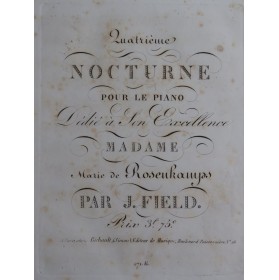 Quatrième
NOCTURNE
POUR LE PIANO
Dédié à Son Excellence
MADAME
Marie de Rosenkampf
PAR J. FIELD.
Prix 3f. 75c.